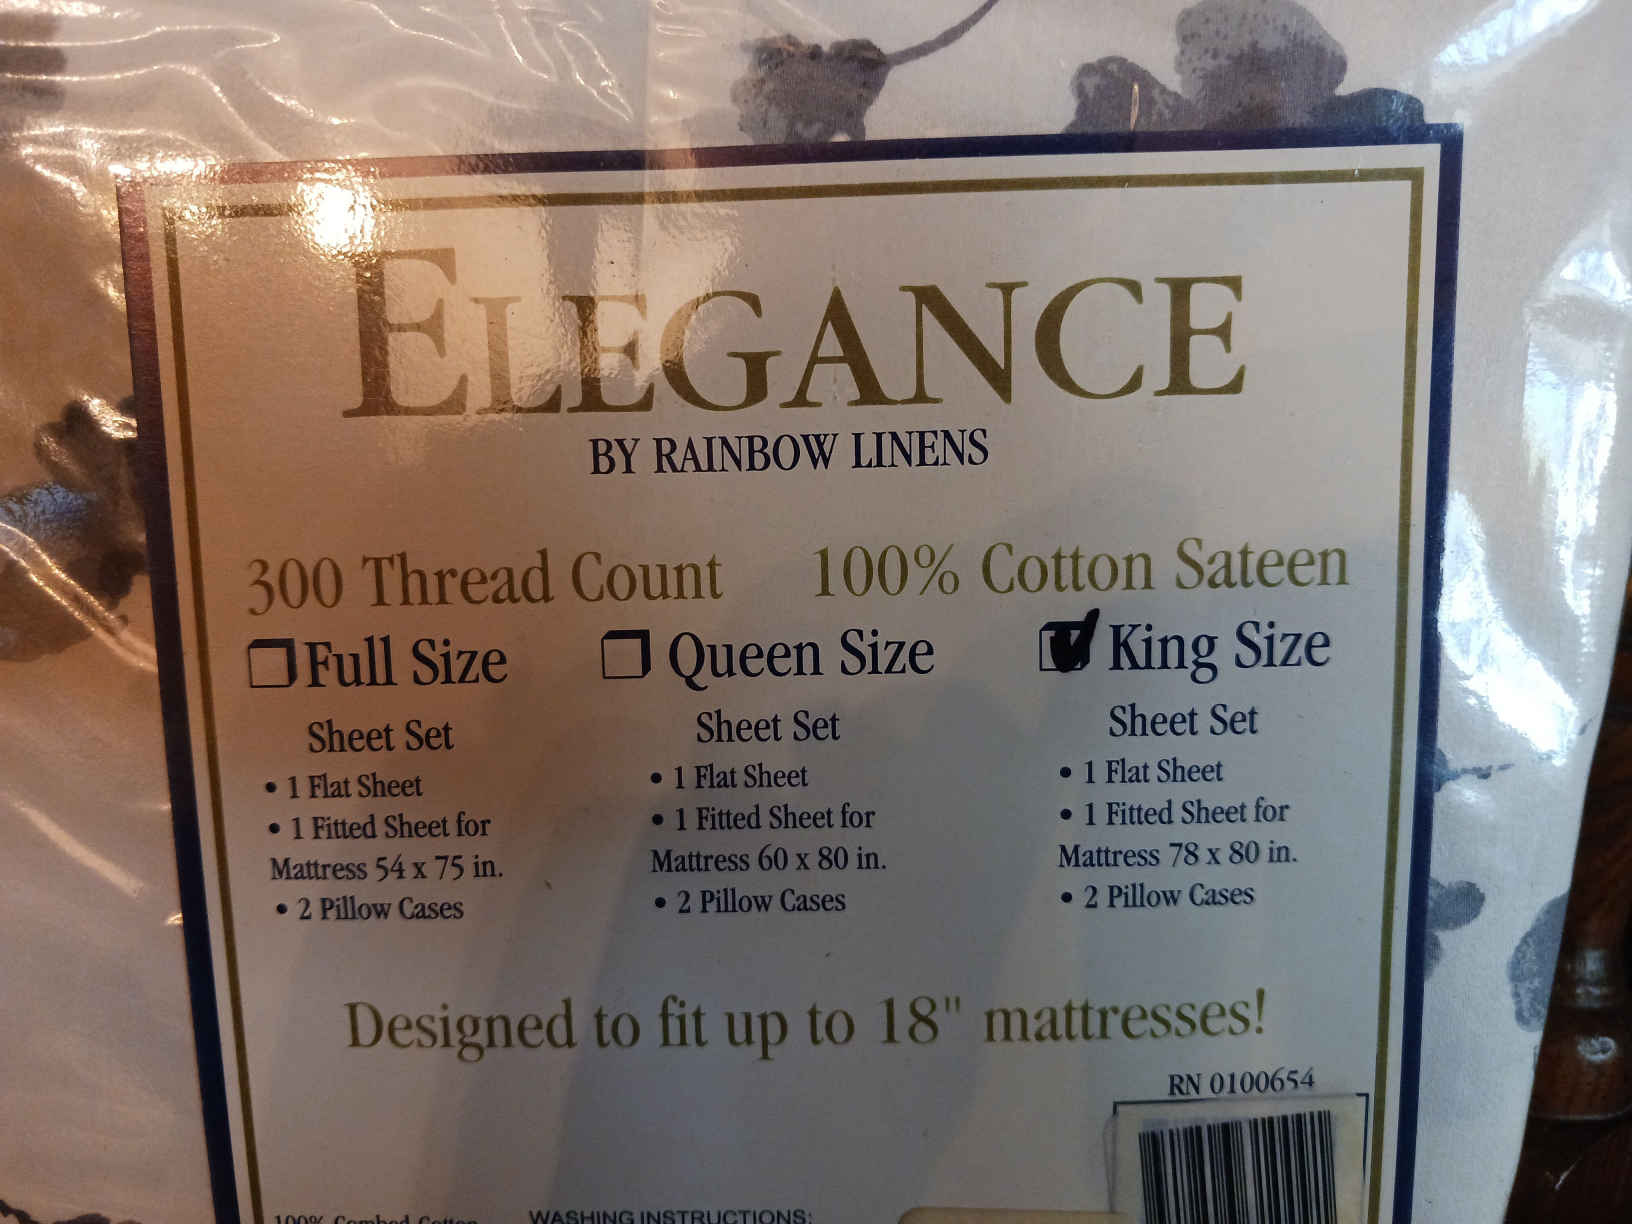 ELEGANCE
BY RAINBOW LINENS
300 Thread Count 100% Cotton Sateen
Full Size Queen Size King Size
Sheet Set Sheet Set Sheet Set
• 1 Flat Sheet • 1 Flat Sheet • 1 Flat Sheet
• 1 Fitted Sheet for • 1 Fitted Sheet for • 1 Fitted Sheet for
Mattress 54 x 75 in. Mattress 60 x 80 in. Mattress 78 x 80 in.
• 2 Pillow Cases • 2 Pillow Cases • 2 Pillow Cases
Designed to fit up to 18" mattresses!
RN 0100654
100% Combed Cotton WASHING INSTRUCTIONS: